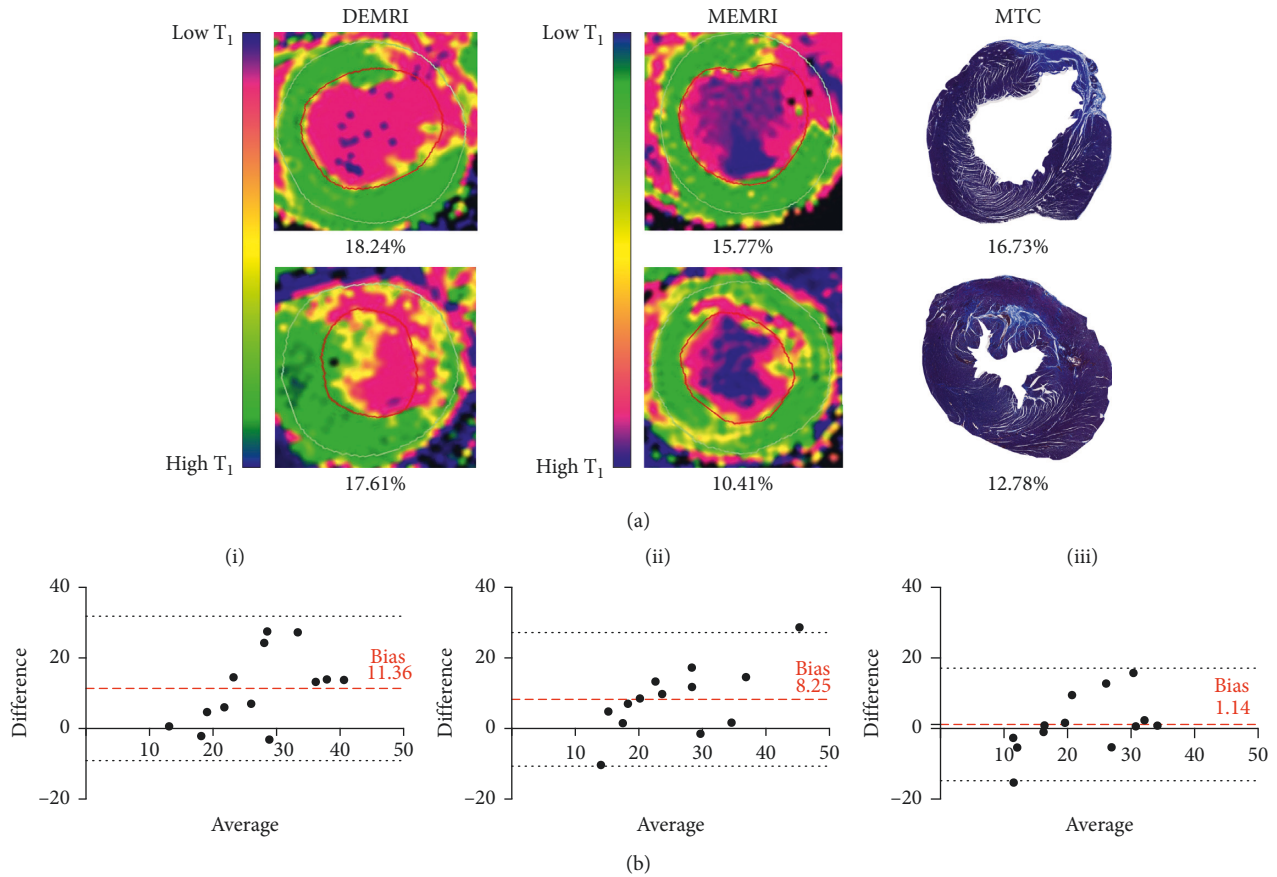 DEMRI
MEMRI
MTC
Low T1
Low T1
18.24%
15.77%
16.73%
High T1
High T1
17.61%
10.41%
12.78%
(a)
(i)
(ii)
(iii)
40
20
0
−20
10 20 30 40 50
Difference
Average
Bias
11.36
40
20
0
−20
10 20 30 40 50
Difference
Average
Bias
8.25
40
20
0
−20
10 20 30 40 50
Difference
Average
Bias
1.14
(b)